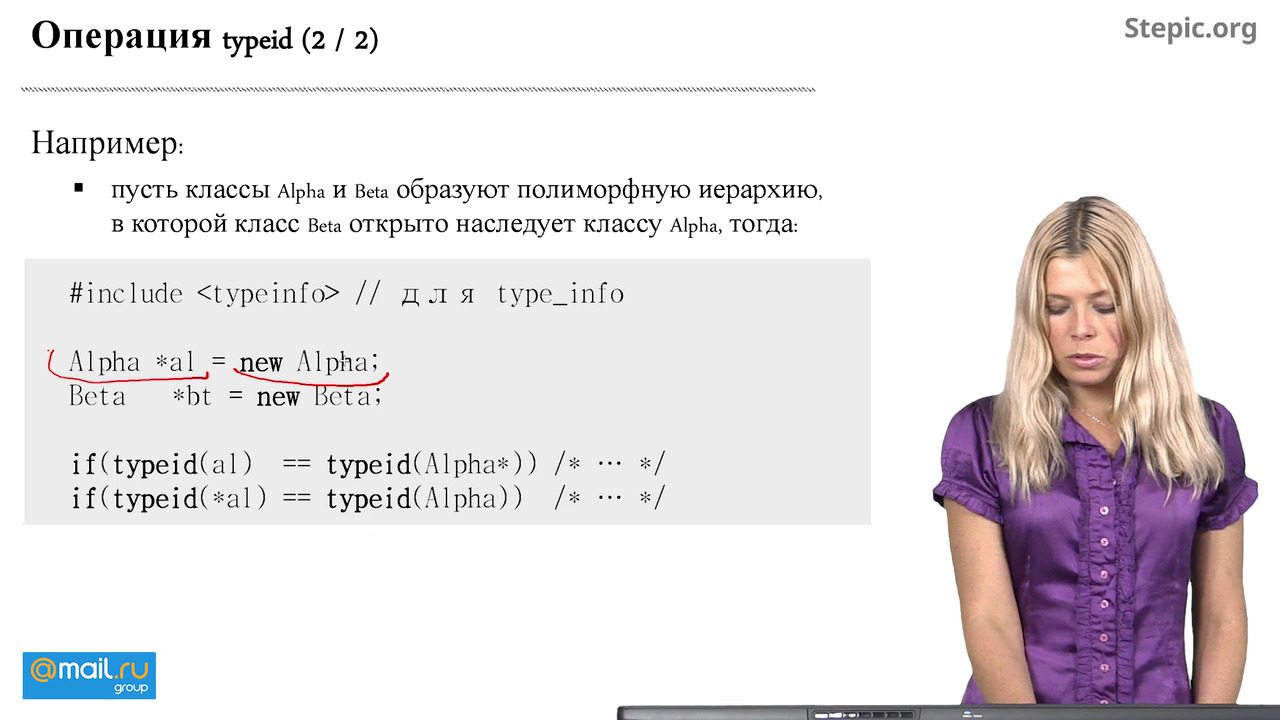 Операция typeid (2 / 2)
Stepic.org
Например:
▪ пусть классы Alpha и Beta образуют полиморфную иерархию,
в которой класс Beta открыто наследует классу Alpha, тогда:
#include <typeinfo> // для type_info
Alpha *al = new Alpha;
Beta *bt = new Beta;
if(typeid(al) == typeid(Alpha*)) /* ⋯ */
if(typeid(*al) == typeid(Alpha)) /* ⋯ */
@mail.ru
group